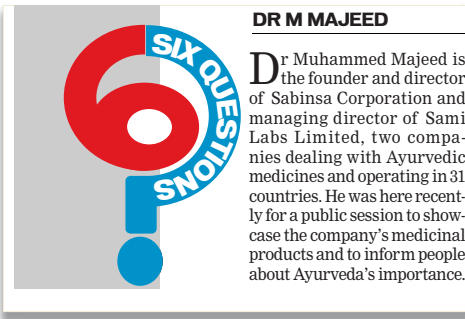 SIX QUESTIONS
6
DR M MAJEED
Dr Muhammed Majeed is
the founder and director
of Sabinsa Corporation and
managing director of Sami
Labs Limited, two compa-
nies dealing with Ayurvedic
medicines and operating in 31
countries. He was here recent-
ly for a public session to show-
case the company's medicinal
products and to inform people
about Ayurveda's importance.